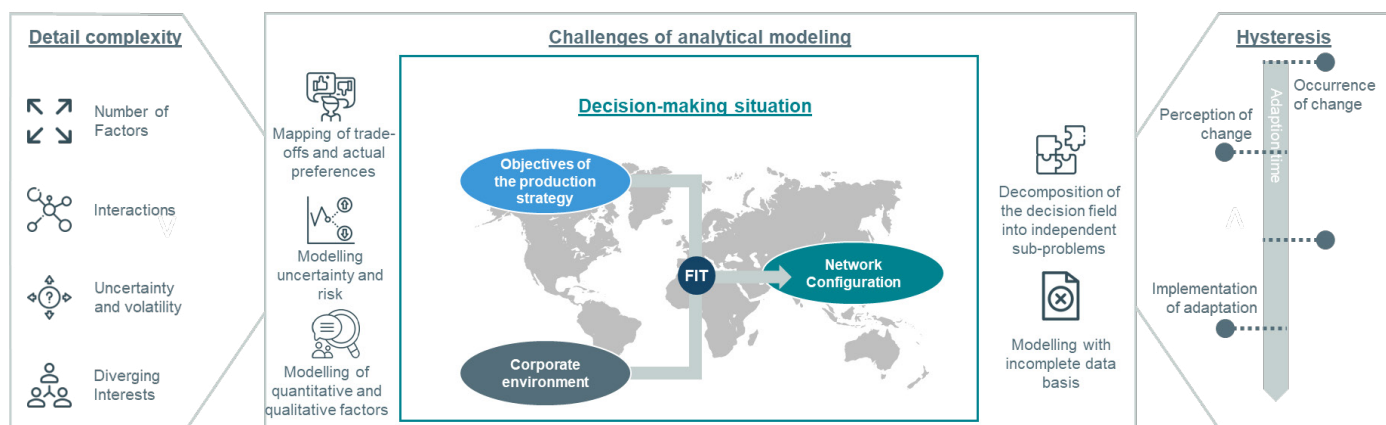 Detail complexity
Number of
Factors
Interactions
Uncertainty
and volatility
Diverging
Interests
Challenges of analytical modeling
Mapping of trade-
offs and actual
preferences
Modelling
uncertainty and
risk
Modelling of
quantitative and
qualitative factors
Decision-making situation
Objectives of
the production
strategy
FIT
Network
Configuration
Corporate
environment
Decomposition of
the decision field
into independent
sub-problems
Modelling with
incomplete data
basis
Hysteresis
Occurrence
of change
Perception of
change
Adaption time
Implementation
of adaptation